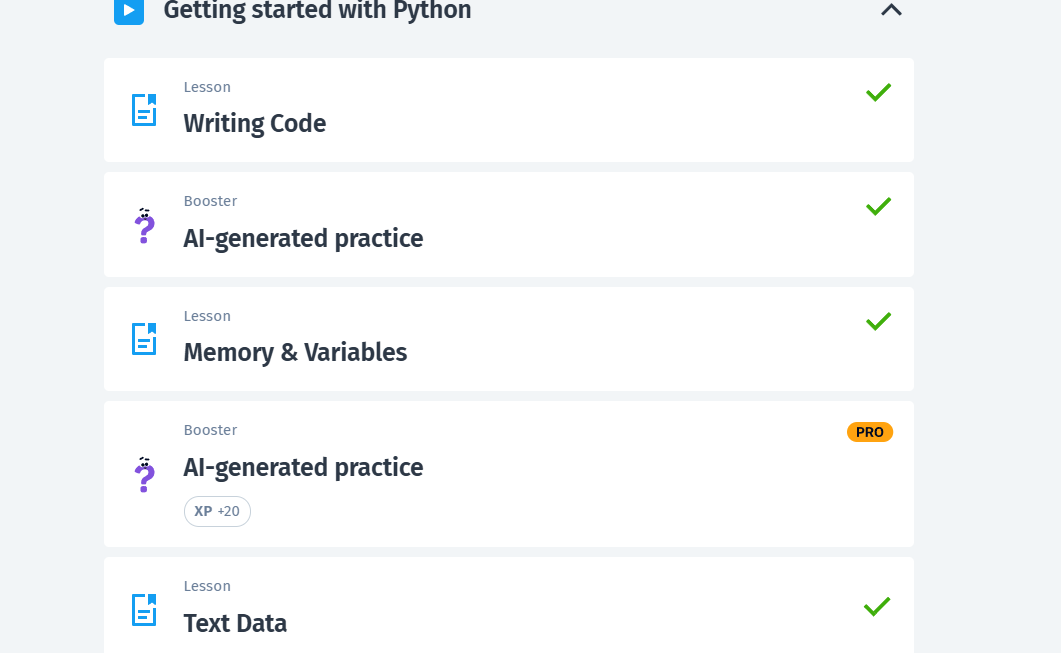 Getting started with Python
Lesson
Writing Code
Booster
AI-generated practice
Lesson
Memory & Variables
Booster
PRO
AI-generated practice
XP +20
Lesson
Text Data